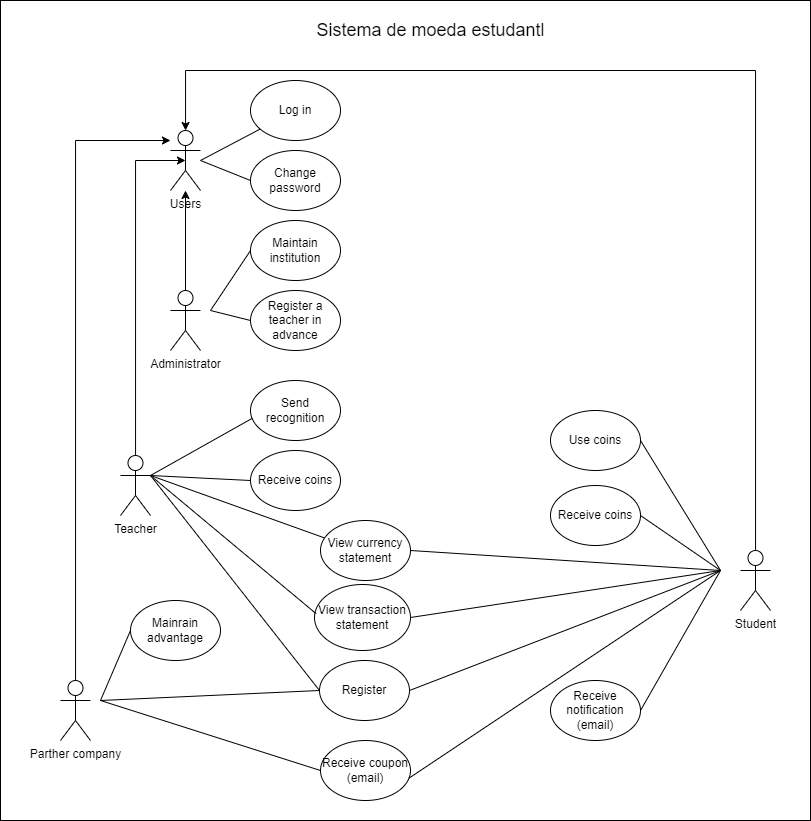 Sistema de moeda estudantl
Log in
Change
password
Users
Maintain
institution
Register a
teacher in
advance
Administrator
Send
recognition
Use coins
Receive coins
Teacher
Receive coins
View currency
statement
View transaction
statement
Student
Mainrain
advantage
Register
Receive
notification
(email)
Parther company
Receive coupon
(email)